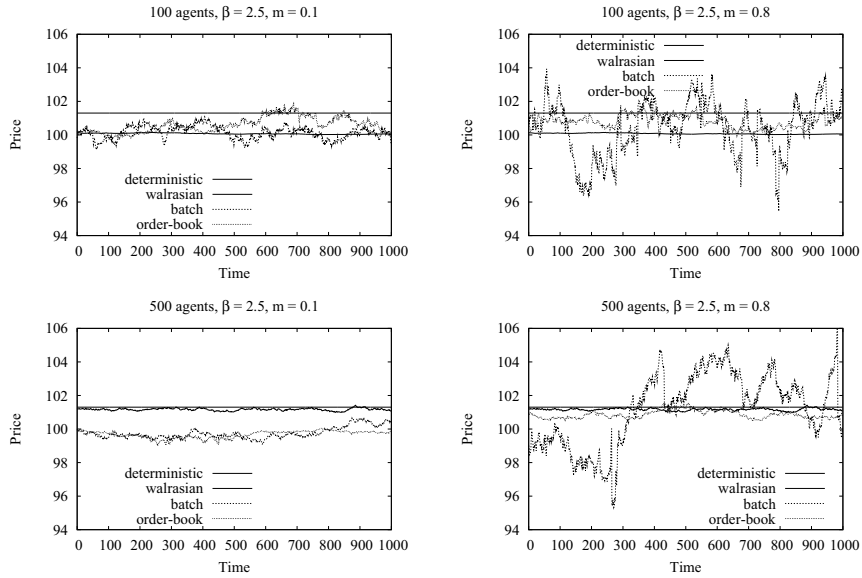 100 agents, β = 2.5, m = 0.1
106
104
102
100
98
96
94
Price
deterministic
walrasian
batch
order-book
0 100 200 300 400 500 600 700 800 900 1000
Time
100 agents, β = 2.5, m = 0.8
106
104
102
100
98
96
94
Price
deterministic
walrasian
batch
order-book
0 100 200 300 400 500 600 700 800 900 1000
Time
500 agents, β = 2.5, m = 0.1
106
104
102
100
98
96
94
Price
deterministic
walrasian
batch
order-book
0 100 200 300 400 500 600 700 800 900 1000
Time
500 agents, β = 2.5, m = 0.8
106
104
102
100
98
96
94
Price
deterministic
walrasian
batch
order-book
0 100 200 300 400 500 600 700 800 900 1000
Time